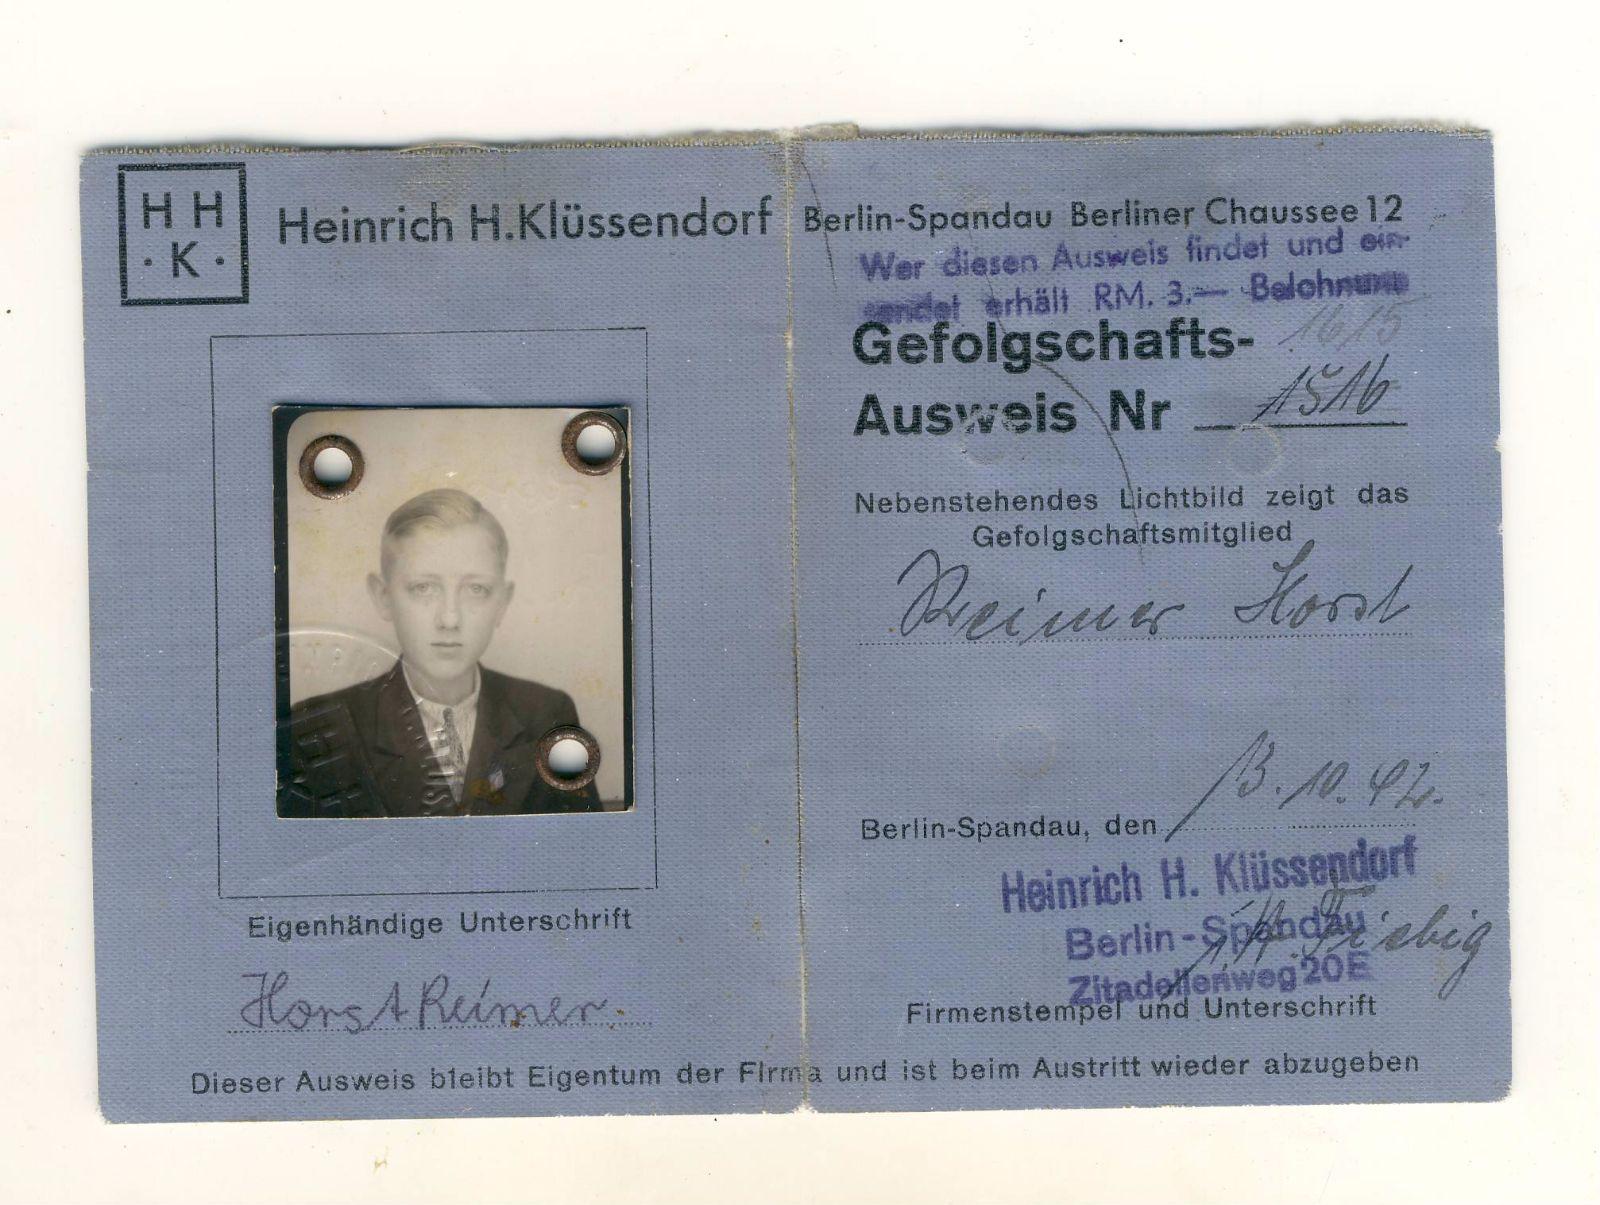 H H
· K ·
Heinrich H. Klüssendorf
Eigenhändige Unterschrift
Horst Reimer.
Berlin-Spandau Berliner Chaussee 12
Wer diesen Ausweis findet und ein-
sendet erhält RM. 3.— Belohnung
Gefolgschafts-
1615
Ausweis Nr 1516
Nebenstehendes Lichtbild zeigt das
Gefolgschaftsmitglied
Reimer Horst
Berlin-Spandau, den 13.10.42.
Heinrich H. Klüssendorf
Berlin-Spandau
Zitadellenweg 20E
Fiebig
Firmenstempel und Unterschrift
Dieser Ausweis bleibt Eigentum der Firma und ist beim Austritt wieder abzugeben